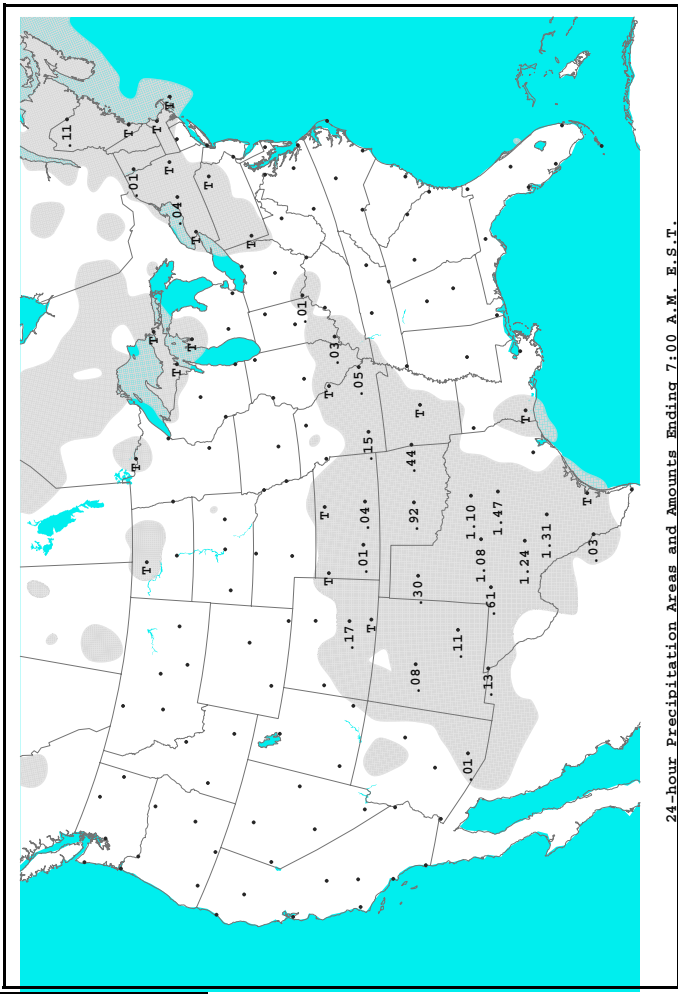 .11
T
.01
T
T
T
T
T
T
T
.04
T
T
T
T
.01
T
T
T
.03
.17
.05
.01
.04
.15
T
.44
.92
.08
.30
T
.11
.01
1.10
1.08
.13
.61
1.47
1.24
T
1.31
T
.03
24-hour Precipitation Areas and Amounts Ending 7:00 A.M. E.S.T.